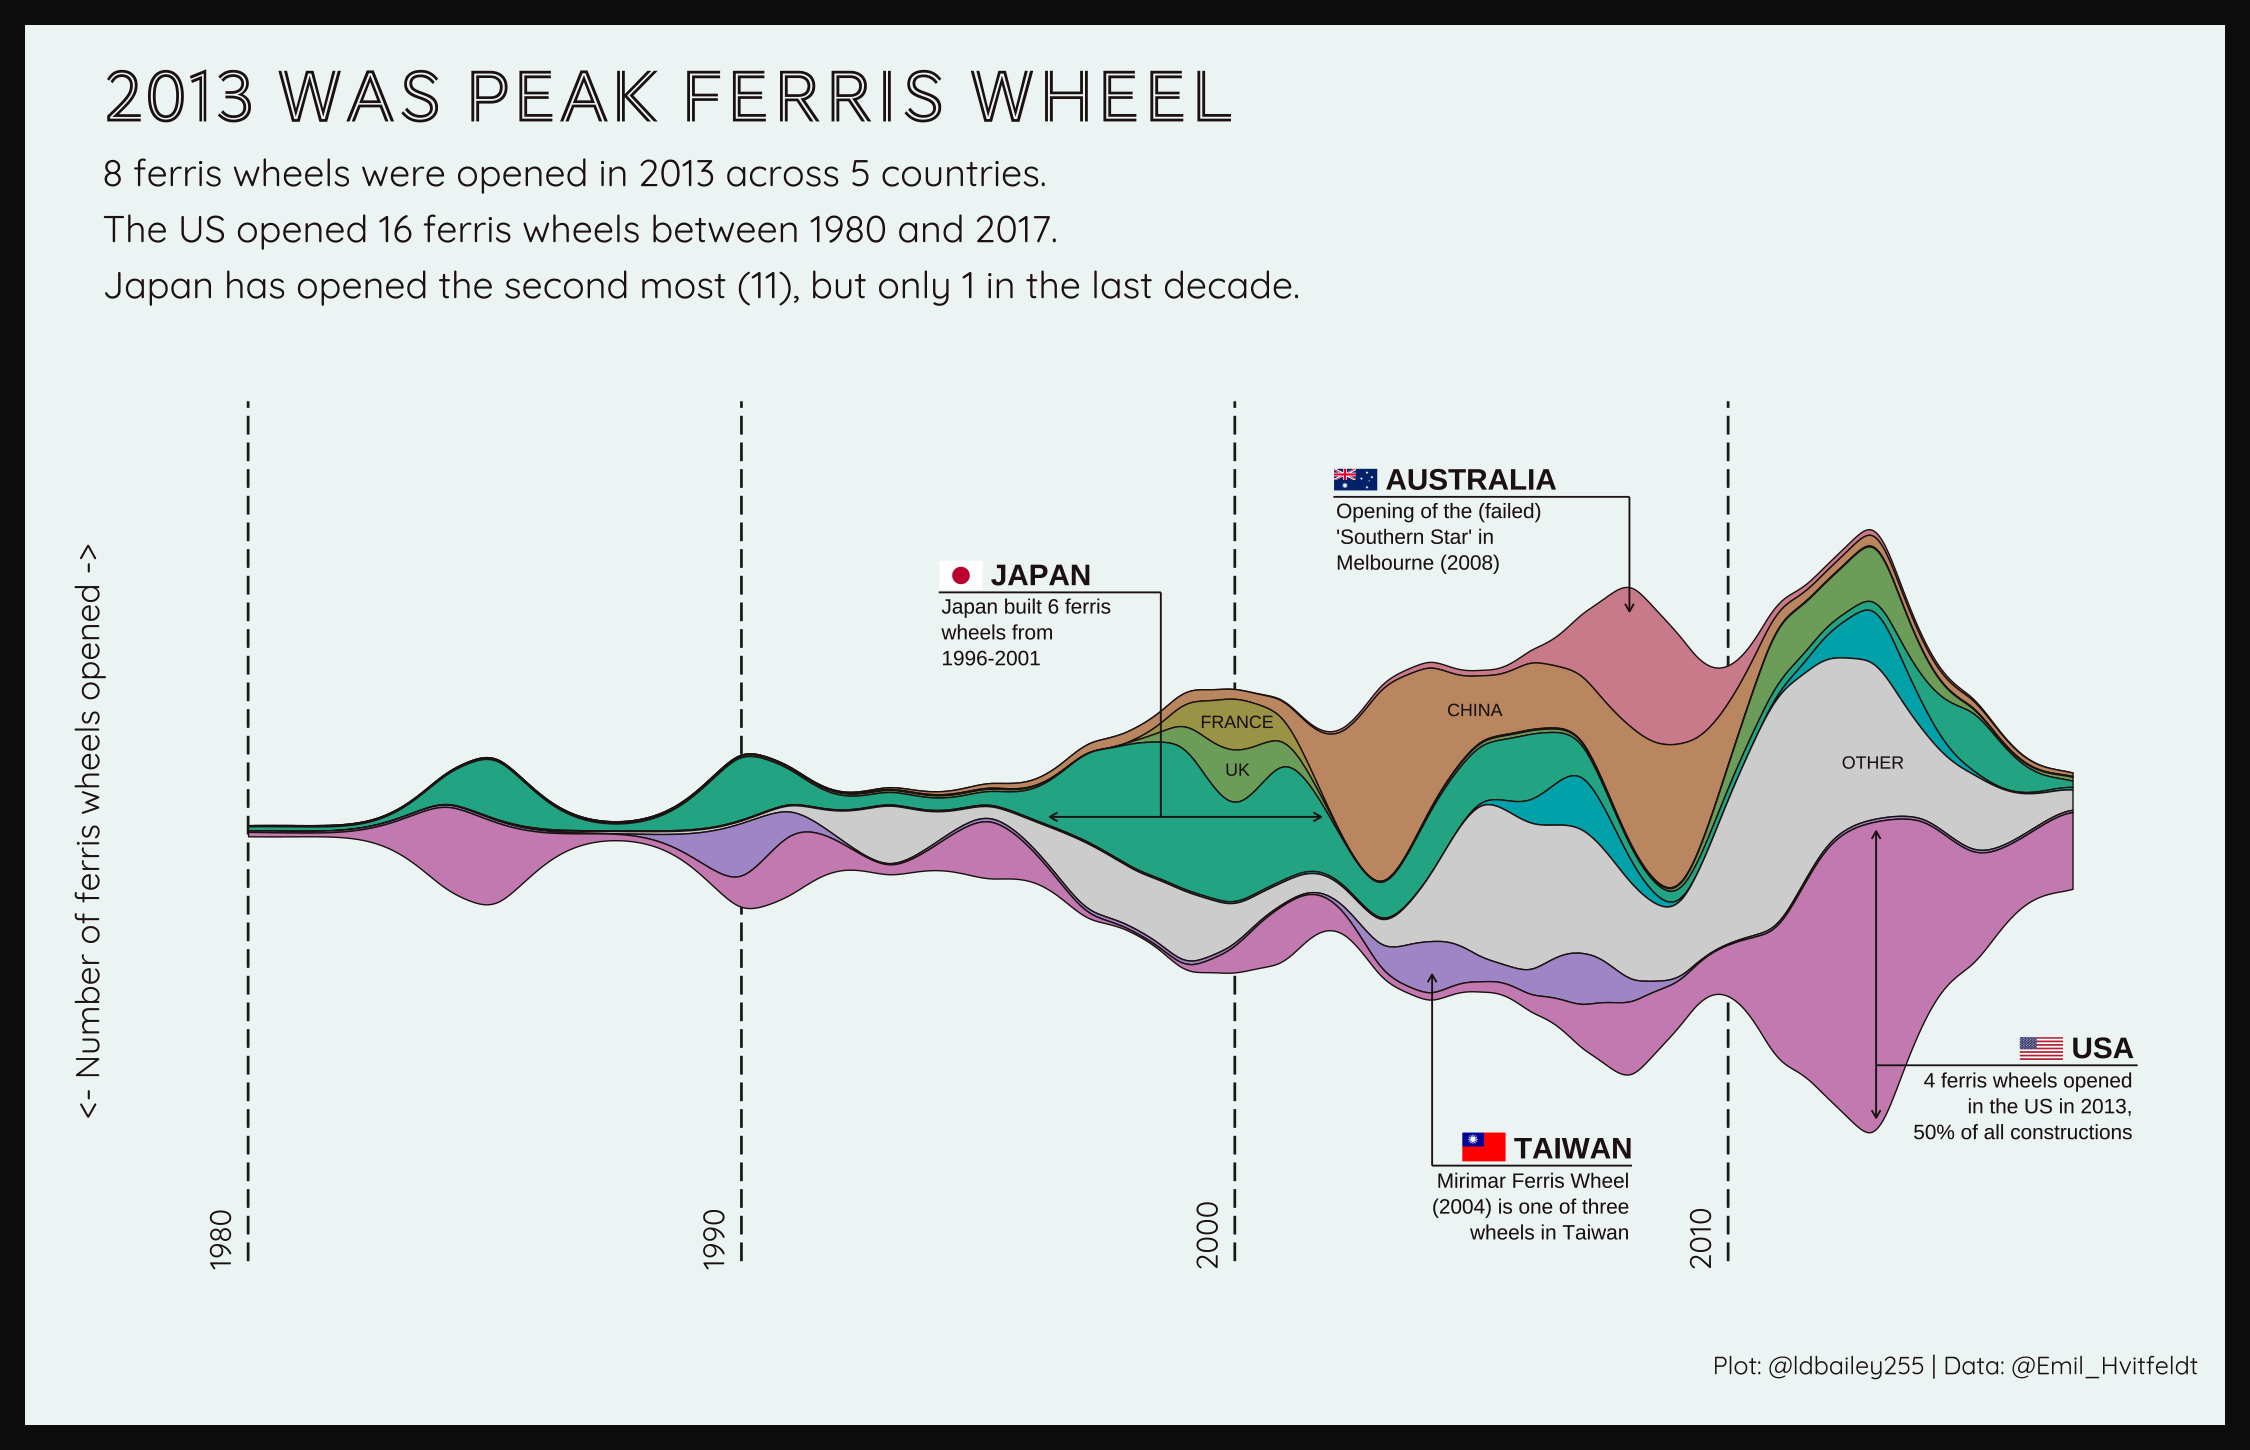 2013 WAS PEAK FERRIS WHEEL
8 ferris wheels were opened in 2013 across 5 countries.
The US opened 16 ferris wheels between 1980 and 2017.
Japan has opened the second most (11), but only 1 in the last decade.
<- Number of ferris wheels opened ->
AUSTRALIA
Opening of the (failed)
'Southern Star' in
Melbourne (2008)
JAPAN
Japan built 6 ferris
wheels from
1996-2001
FRANCE
UK
CHINA
OTHER
USA
4 ferris wheels opened
in the US in 2013,
50% of all constructions
TAIWAN
Mirimar Ferris Wheel
(2004) is one of three
wheels in Taiwan
1980
1990
2000
2010
Plot: @ldbailey255 | Data: @Emil_Hvitfeldt